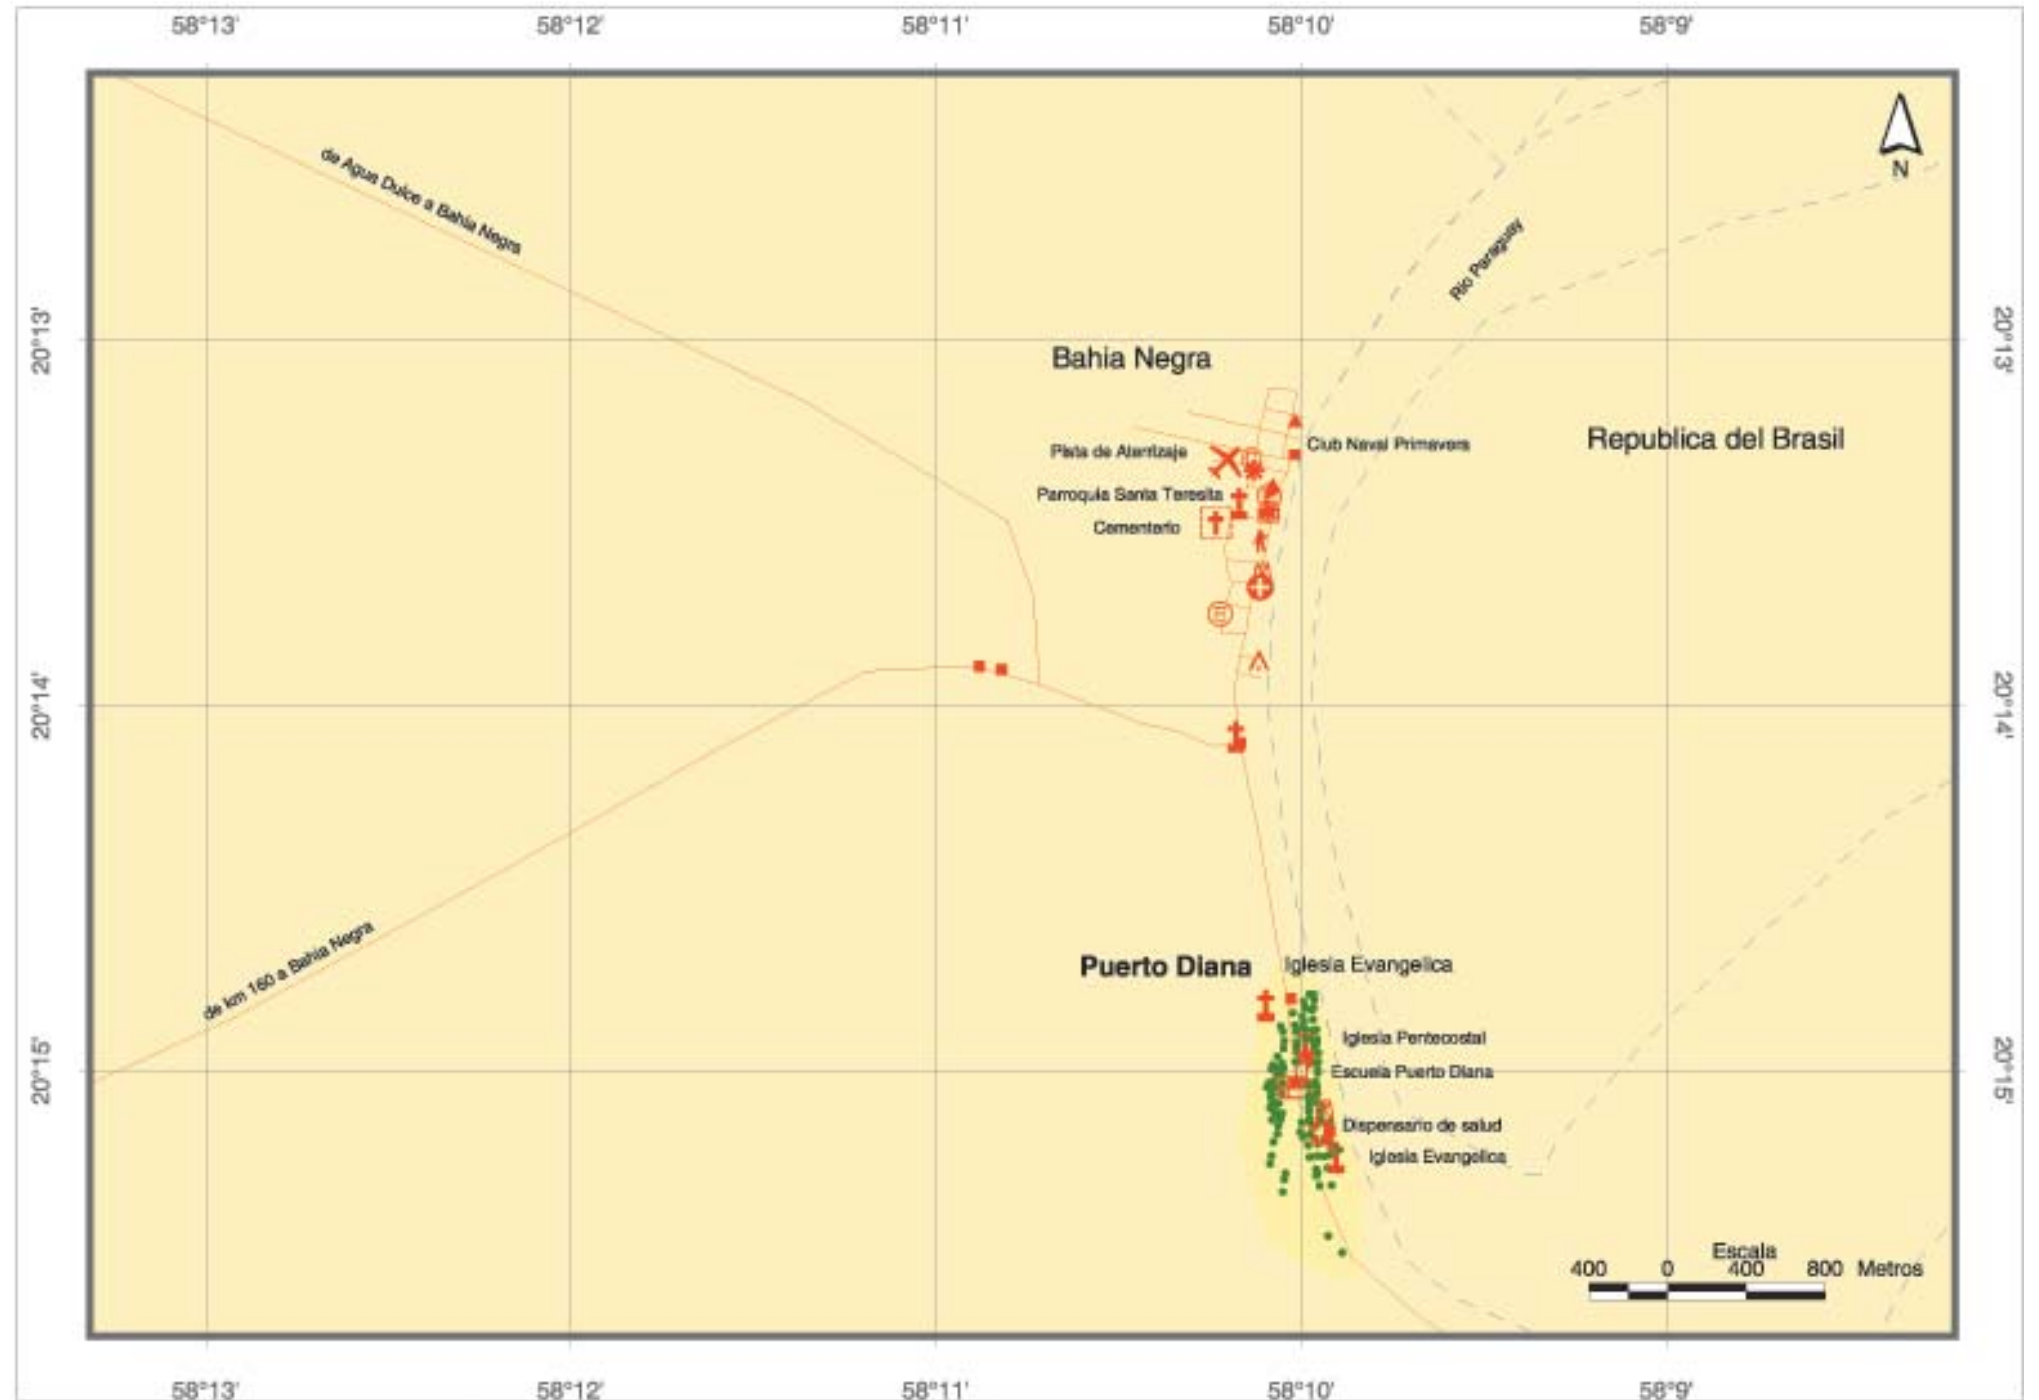 58°13' 58°12' 58°11' 58°10' 58°9'
N
de Agua Dulce a Bahia Negra
Rio Paraguay
20°13' 20°13'
Bahia Negra
Republica del Brasil
Club Naval Primavera
Pista de Aterrizaje
Parroquia Santa Teresita
Cementerio
20°14' 20°14'
de km 160 a Bahia Negra
Puerto Diana
Iglesia Evangelica
Iglesia Pentecostal
20°15' 20°15'
Escuela Puerto Diana
Dispensario de salud
Iglesia Evangelica
Escala
400 0 400 800 Metros
58°13' 58°12' 58°11' 58°10' 58°9'